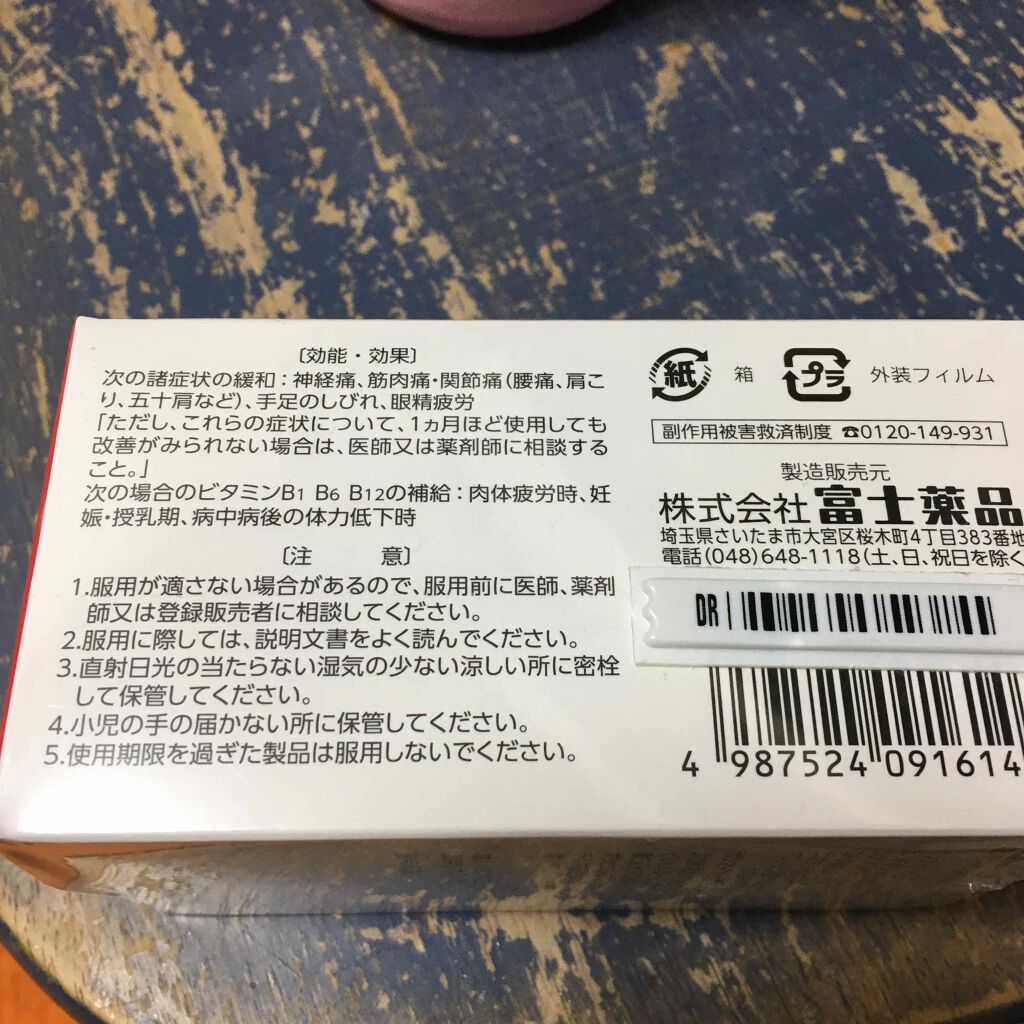 〔効能・効果〕
次の諸症状の緩和：神経痛、筋肉痛・関節痛（腰痛、肩こ
り、五十肩など）、手足のしびれ、眼精疲労
「ただし、これらの症状について、1ヵ月ほど使用しても
改善がみられない場合は、医師又は薬剤師に相談する
こと。」
次の場合のビタミンB1 B6 B12の補給：肉体疲労時、妊
娠・授乳期、病中病後の体力低下時
〔注　意〕
1.服用が適さない場合があるので、服用前に医師、薬剤
師又は登録販売者に相談してください。
2.服用に際しては、説明文書をよく読んでください。
3.直射日光の当たらない湿気の少ない涼しい所に密栓
して保管してください。
4.小児の手の届かない所に保管してください。
5.使用期限を過ぎた製品は服用しないでください。
紙 箱 プラ 外装フィルム
副作用被害救済制度 ☎0120-149-931
製造販売元
株式会社 富士薬品
埼玉県さいたま市大宮区桜木町4丁目383番地
電話(048)648-1118(土、日、祝日を除く
DR
4 987524 091614